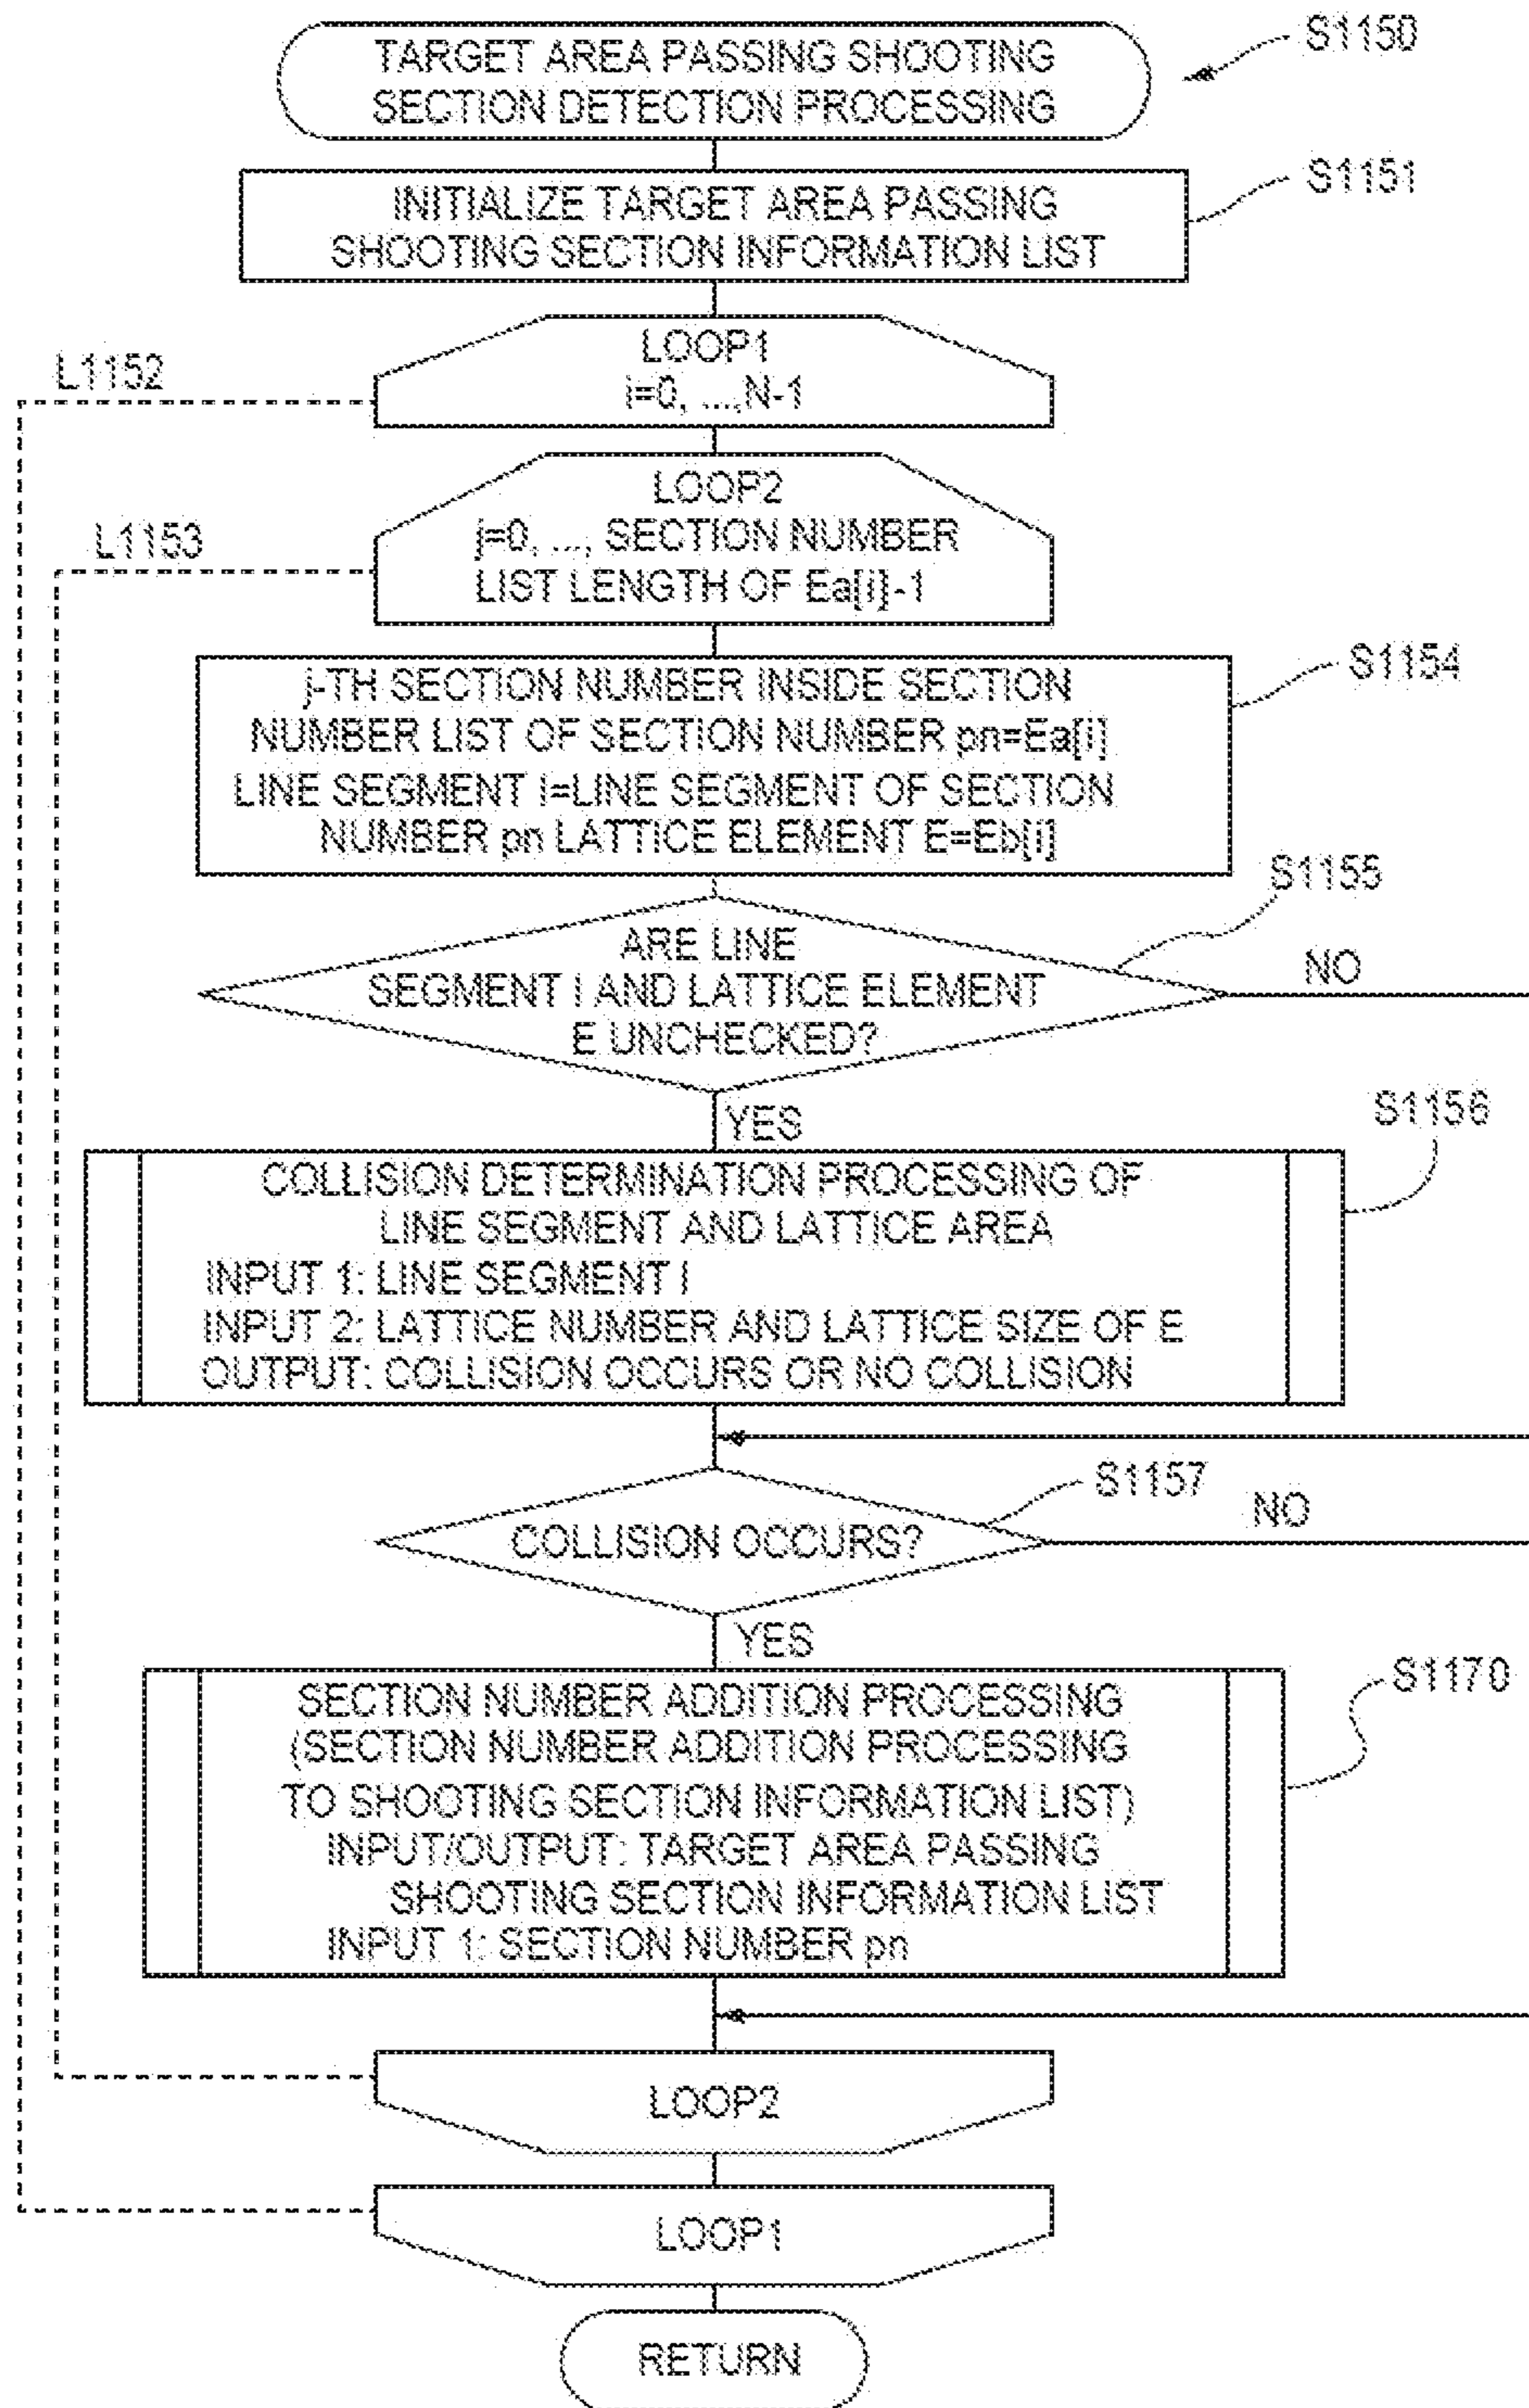 TARGET AREA PASSING SHOOTING
SECTION DETECTION PROCESSING
S1150
INITIALIZE TARGET AREA PASSING
SHOOTING SECTION INFORMATION LIST
S1151
LOOP1
i=0, ...,N-1
L1152
LOOP2
j=0, ..., SECTION NUMBER
LIST LENGTH OF Ea[i]-1
L1153
j-TH SECTION NUMBER INSIDE SECTION
NUMBER LIST OF SECTION NUMBER pn=Ea[i]
LINE SEGMENT l=LINE SEGMENT OF SECTION
NUMBER pn LATTICE ELEMENT E=Eb[i]
S1154
ARE LINE
SEGMENT l AND LATTICE ELEMENT
E UNCHECKED?
S1155
NO
YES
COLLISION DETERMINATION PROCESSING OF
LINE SEGMENT AND LATTICE AREA
INPUT 1: LINE SEGMENT l
INPUT 2: LATTICE NUMBER AND LATTICE SIZE OF E
OUTPUT: COLLISION OCCURS OR NO COLLISION
S1156
COLLISION OCCURS?
S1157
NO
YES
SECTION NUMBER ADDITION PROCESSING
(SECTION NUMBER ADDITION PROCESSING
TO SHOOTING SECTION INFORMATION LIST)
INPUT/OUTPUT: TARGET AREA PASSING
SHOOTING SECTION INFORMATION LIST
INPUT 1: SECTION NUMBER pn
S1170
LOOP2
LOOP1
RETURN